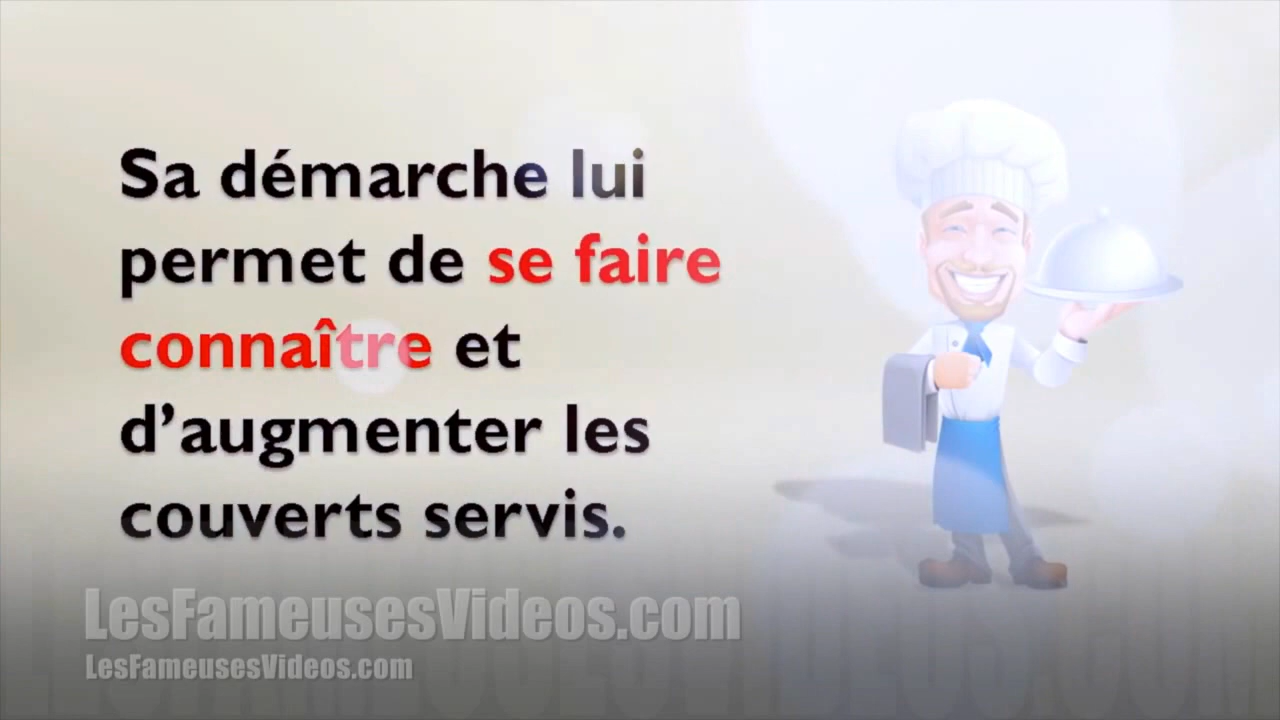 Sa démarche lui
permet de se faire
connaître et
d’augmenter les
couverts servis.
LesFameusesVideos.com
LesFameusesVideos.com